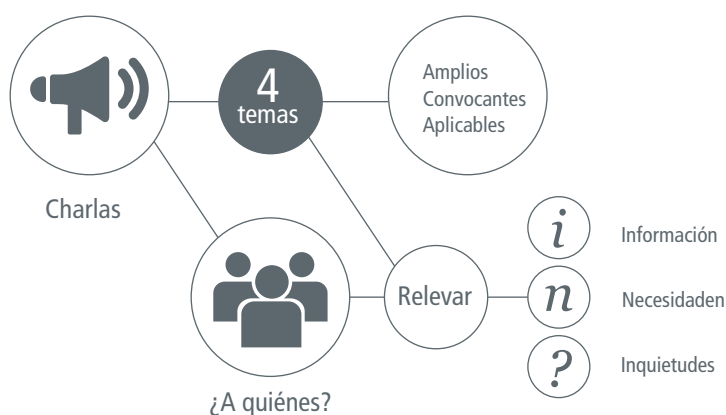 4
temas
Amplios
Convocantes
Aplicables
Charlas
¿A quiénes?
Relevar
i
Información
n
Necesidaden
?
Inquietudes